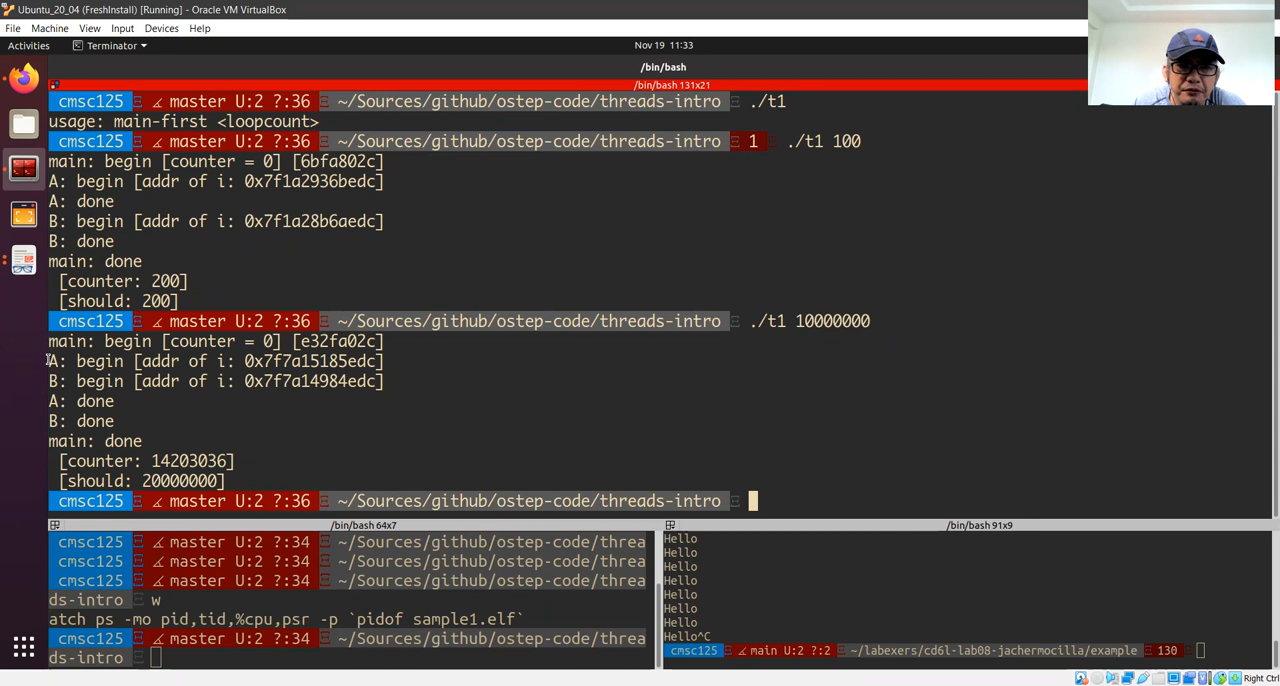 Ubuntu_20_04 (FreshInstall) [Running] - Oracle VM VirtualBox
File Machine View Input Devices Help
Activities Terminator Nov 19 11:33
/bin/bash
/bin/bash 131x21
cmsc125 master U:2 ?:36 ~/Sources/github/ostep-code/threads-intro ./t1
usage: main-first <loopcount>
cmsc125 master U:2 ?:36 ~/Sources/github/ostep-code/threads-intro 1 ./t1 100
main: begin [counter = 0] [6bfa802c]
A: begin [addr of i: 0x7f1a2936bedc]
A: done
B: begin [addr of i: 0x7f1a28b6aedc]
B: done
main: done
[counter: 200]
[should: 200]
cmsc125 master U:2 ?:36 ~/Sources/github/ostep-code/threads-intro ./t1 10000000
main: begin [counter = 0] [e32fa02c]
A: begin [addr of i: 0x7f7a15185edc]
B: begin [addr of i: 0x7f7a14984edc]
A: done
B: done
main: done
[counter: 14203036]
[should: 20000000]
cmsc125 master U:2 ?:36 ~/Sources/github/ostep-code/threads-intro
/bin/bash 64x7
cmsc125 master U:2 ?:34 ~/Sources/github/ostep-code/threa
cmsc125 master U:2 ?:34 ~/Sources/github/ostep-code/threa
cmsc125 master U:2 ?:34 ~/Sources/github/ostep-code/threa
ds-intro w
atch ps -mo pid,tid,%cpu,psr -p `pidof sample1.elf`
cmsc125 master U:2 ?:34 ~/Sources/github/ostep-code/threa
ds-intro
/bin/bash 91x9
Hello
Hello
Hello
Hello
Hello
Hello
Hello
Hello^C
cmsc125 main U:2 ?:2 ~/labexers/cd6l-lab08-jachermocilla/example 130
Right Ctrl